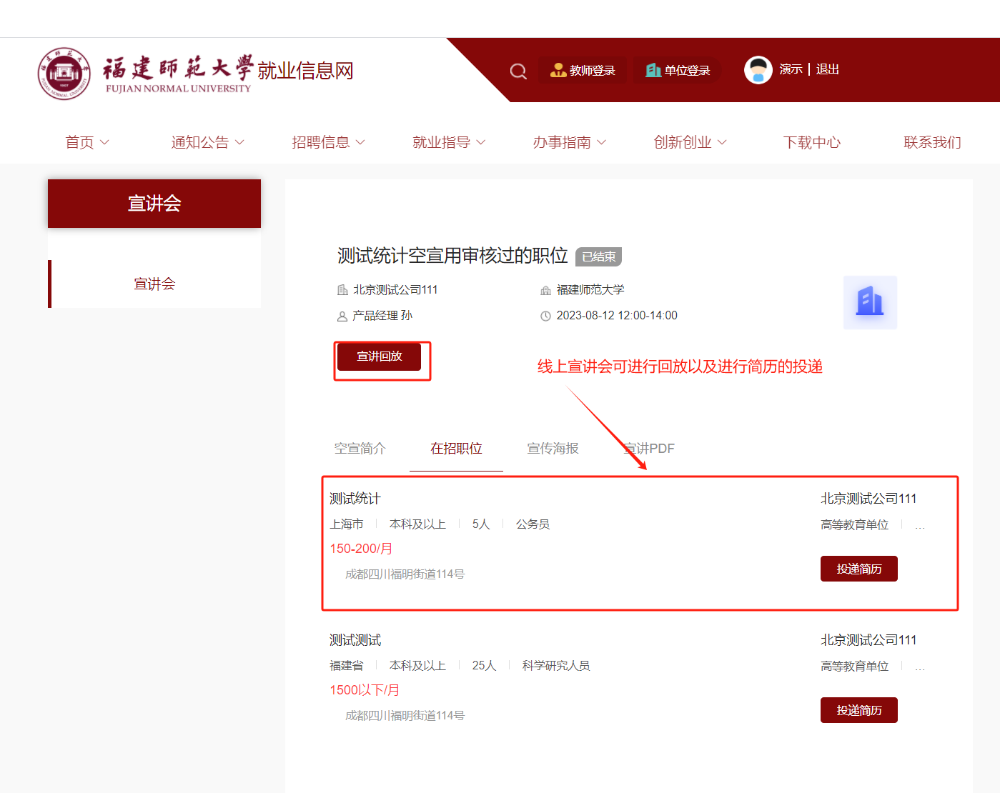 福建師範大學就业信息网
FUJIAN NORMAL UNIVERSITY
教师登录
单位登录
演示 | 退出
首页
通知公告
招聘信息
就业指导
办事指南
创新创业
下载中心
联系我们
宣讲会
宣讲会
测试统计空宣用审核过的职位 已结束
北京测试公司111
福建师范大学
产品经理 孙
2023-08-12 12:00-14:00
宣讲回放
线上宣讲会可进行回放以及进行简历的投递
空宣简介
在招职位
宣传海报
宣讲PDF
测试统计
北京测试公司111
上海市 本科及以上 5人 公务员
高等教育单位 ...
150-200/月
成都四川福明街道114号
投递简历
测试测试
北京测试公司111
福建省 本科及以上 25人 科学研究人员
高等教育单位 ...
1500以下/月
成都四川福明街道114号
投递简历